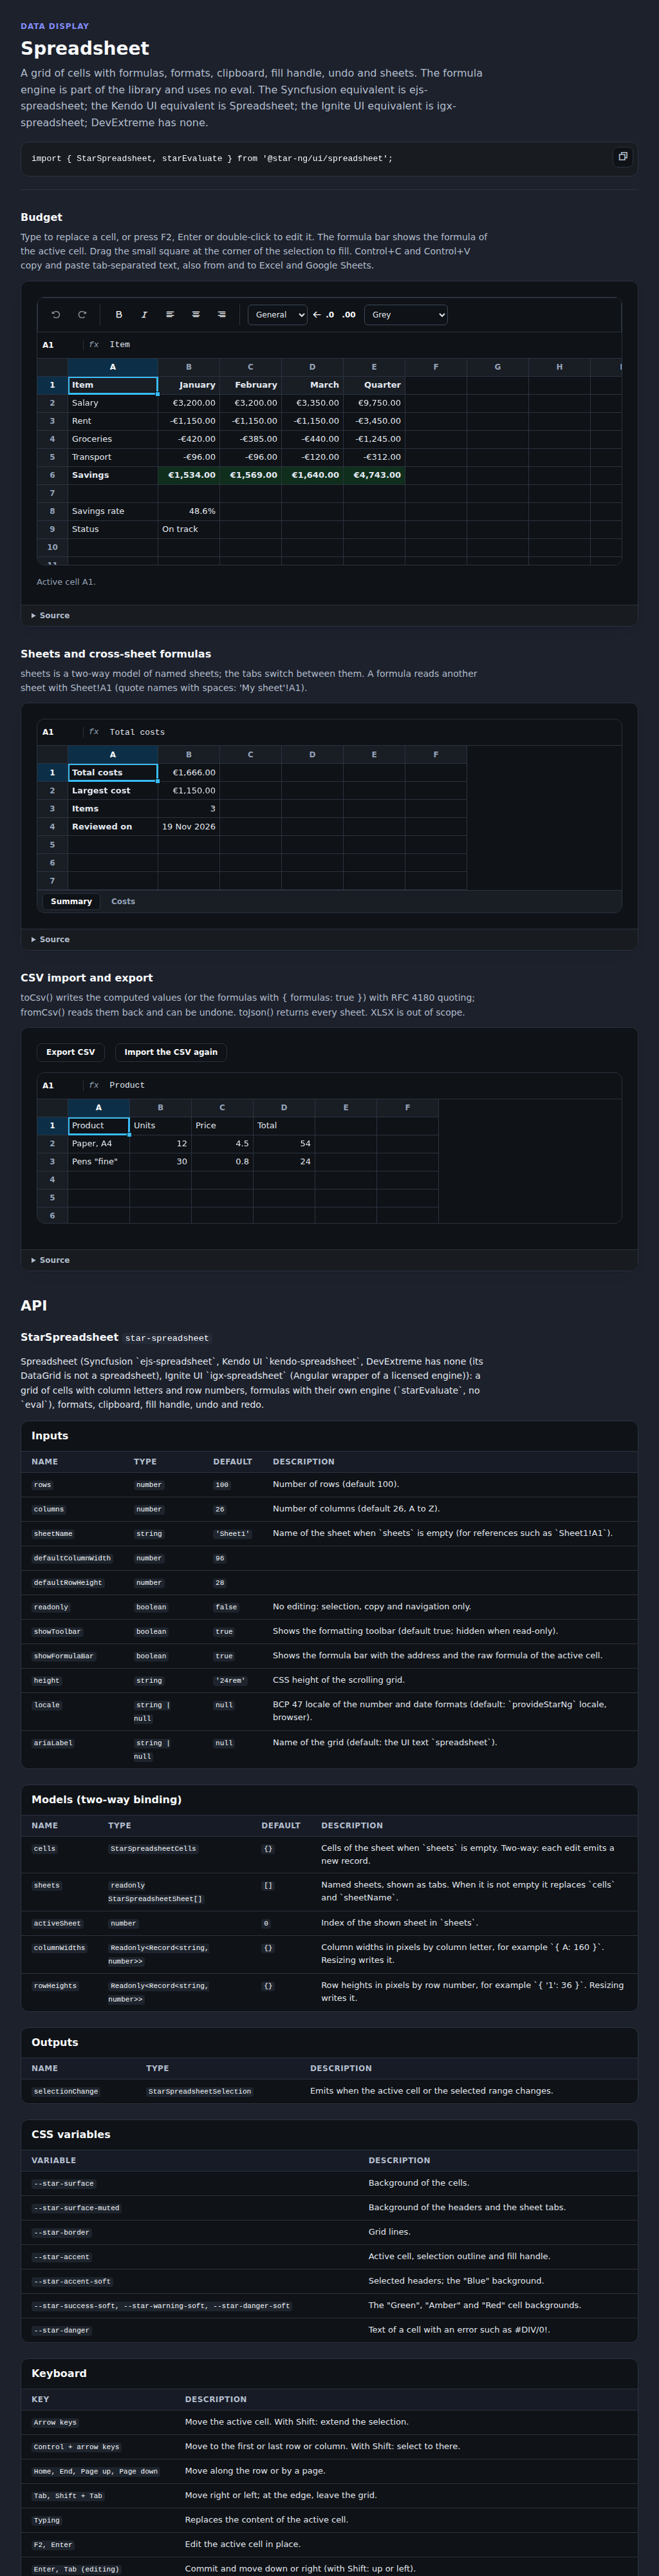 DATA DISPLAY
Spreadsheet
A grid of cells with formulas, formats, clipboard, fill handle, undo and sheets. The formula
engine is part of the library and uses no eval. The Syncfusion equivalent is ejs-
spreadsheet; the Kendo UI equivalent is Spreadsheet; the Ignite UI equivalent is igx-
spreadsheet; DevExtreme has none.
import { StarSpreadsheet, starEvaluate } from '@star-ng/ui/spreadsheet';
Budget
Type to replace a cell, or press F2, Enter or double-click to edit it. The formula bar shows the formula of
the active cell. Drag the small square at the corner of the selection to fill. Control+C and Control+V
copy and paste tab-separated text, also from and to Excel and Google Sheets.
B I General .0 .00 Grey
A1 fx Item
A B C D E F G H I
1 Item January February March Quarter
2 Salary €3,200.00 €3,200.00 €3,350.00 €9,750.00
3 Rent -€1,150.00 -€1,150.00 -€1,150.00 -€3,450.00
4 Groceries -€420.00 -€385.00 -€440.00 -€1,245.00
5 Transport -€96.00 -€96.00 -€120.00 -€312.00
6 Savings €1,534.00 €1,569.00 €1,640.00 €4,743.00
7
8 Savings rate 48.6%
9 Status On track
10
11
Active cell A1.
Source
Sheets and cross-sheet formulas
sheets is a two-way model of named sheets; the tabs switch between them. A formula reads another
sheet with Sheet!A1 (quote names with spaces: 'My sheet'!A1).
A1 fx Total costs
A B C D E F
1 Total costs €1,666.00
2 Largest cost €1,150.00
3 Items 3
4 Reviewed on 19 Nov 2026
5
6
7
Summary Costs
Source
CSV import and export
toCsv() writes the computed values (or the formulas with { formulas: true }) with RFC 4180 quoting;
fromCsv() reads them back and can be undone. toJson() returns every sheet. XLSX is out of scope.
Export CSV Import the CSV again
A1 fx Product
A B C D E F
1 Product Units Price Total
2 Paper, A4 12 4.5 54
3 Pens "fine" 30 0.8 24
4
5
6
Source
API
StarSpreadsheet star-spreadsheet
Spreadsheet (Syncfusion `ejs-spreadsheet`, Kendo UI `kendo-spreadsheet`, DevExtreme has none (its
DataGrid is not a spreadsheet), Ignite UI `igx-spreadsheet` (Angular wrapper of a licensed engine)): a
grid of cells with column letters and row numbers, formulas with their own engine (`starEvaluate`, no
`eval`), formats, clipboard, fill handle, undo and redo.
Inputs
NAME TYPE DEFAULT DESCRIPTION
rows number 100 Number of rows (default 100).
columns number 26 Number of columns (default 26, A to Z).
sheetName string 'Sheet1' Name of the sheet when `sheets` is empty (for references such as `Sheet1!A1`).
defaultColumnWidth number 96
defaultRowHeight number 28
readonly boolean false No editing: selection, copy and navigation only.
showToolbar boolean true Shows the formatting toolbar (default true; hidden when read-only).
showFormulaBar boolean true Shows the formula bar with the address and the raw formula of the active cell.
height string '24rem' CSS height of the scrolling grid.
locale string | null null BCP 47 locale of the number and date formats (default: `provideStarNg` locale,
browser).
ariaLabel string | null null Name of the grid (default: the UI text `spreadsheet`).
Models (two-way binding)
NAME TYPE DEFAULT DESCRIPTION
cells StarSpreadsheetCells {} Cells of the sheet when `sheets` is empty. Two-way: each edit emits a
new record.
sheets readonly StarSpreadsheetSheet[] [] Named sheets, shown as tabs. When it is not empty it replaces `cells`
and `sheetName`.
activeSheet number 0 Index of the shown sheet in `sheets`.
columnWidths Readonly<Record<string, number>> {} Column widths in pixels by column letter, for example `{ A: 160 }`.
Resizing writes it.
rowHeights Readonly<Record<string, number>> {} Row heights in pixels by row number, for example `{ '1': 36 }`. Resizing
writes it.
Outputs
NAME TYPE DESCRIPTION
selectionChange StarSpreadsheetSelection Emits when the active cell or the selected range changes.
CSS variables
VARIABLE DESCRIPTION
--star-surface Background of the cells.
--star-surface-muted Background of the headers and the sheet tabs.
--star-border Grid lines.
--star-accent Active cell, selection outline and fill handle.
--star-accent-soft Selected headers; the "Blue" background.
--star-success-soft, --star-warning-soft, --star-danger-soft The "Green", "Amber" and "Red" cell backgrounds.
--star-danger Text of a cell with an error such as #DIV/0!.
Keyboard
KEY DESCRIPTION
Arrow keys Move the active cell. With Shift: extend the selection.
Control + arrow keys Move to the first or last row or column. With Shift: select to there.
Home, End, Page up, Page down Move along the row or by a page.
Tab, Shift + Tab Move right or left; at the edge, leave the grid.
Typing Replaces the content of the active cell.
F2, Enter Edit the active cell in place.
Enter, Tab (editing) Commit and move down or right (with Shift: up or left).